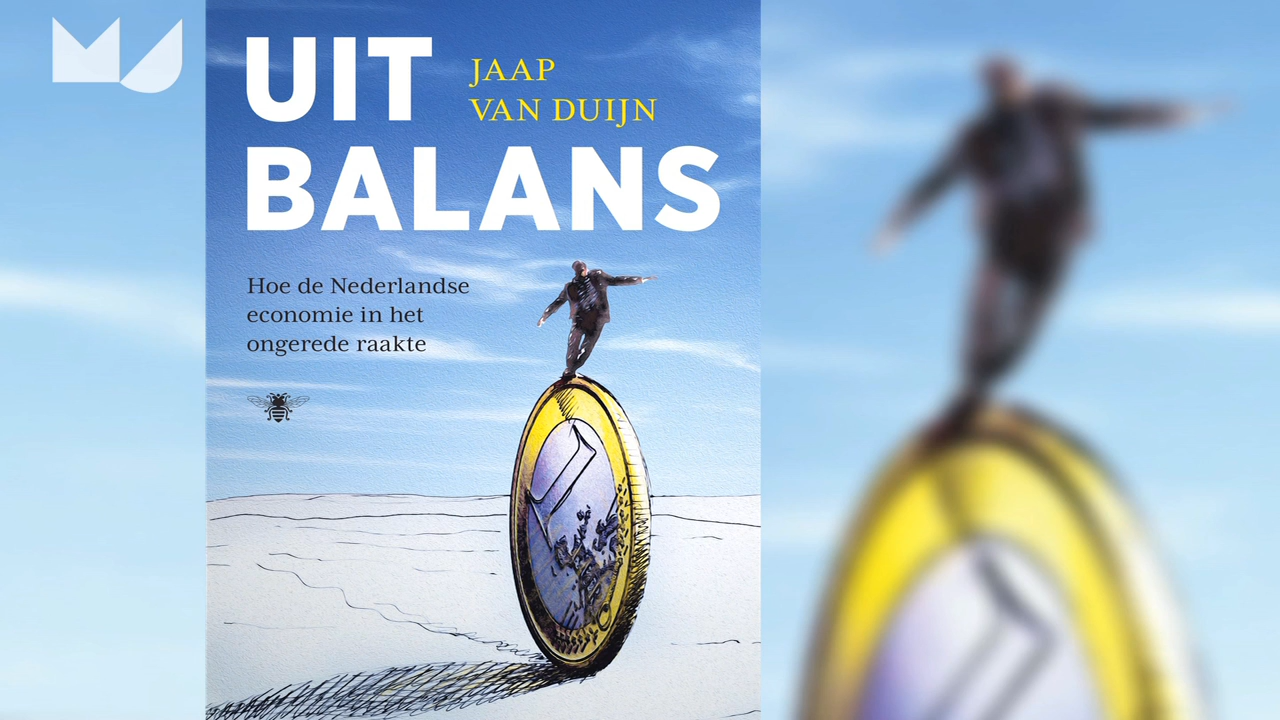 UIT
BALANS
JAAP
VAN DUIJN
Hoe de Nederlandse
economie in het
ongerede raakte